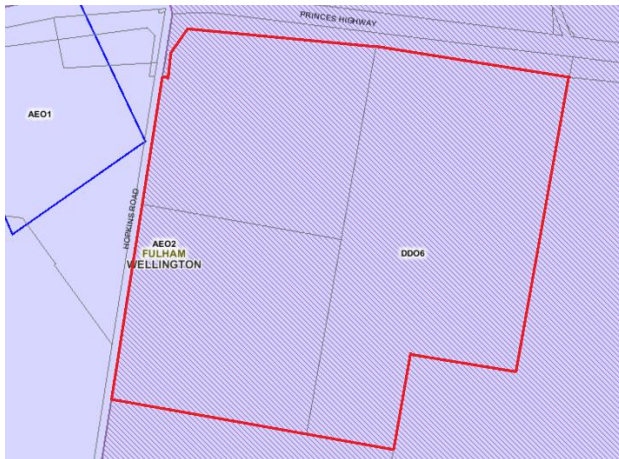 PRINCES HIGHWAY
AEO1
HOPKINS ROAD
AEO2
FULHAM
WELLINGTON
DDO6